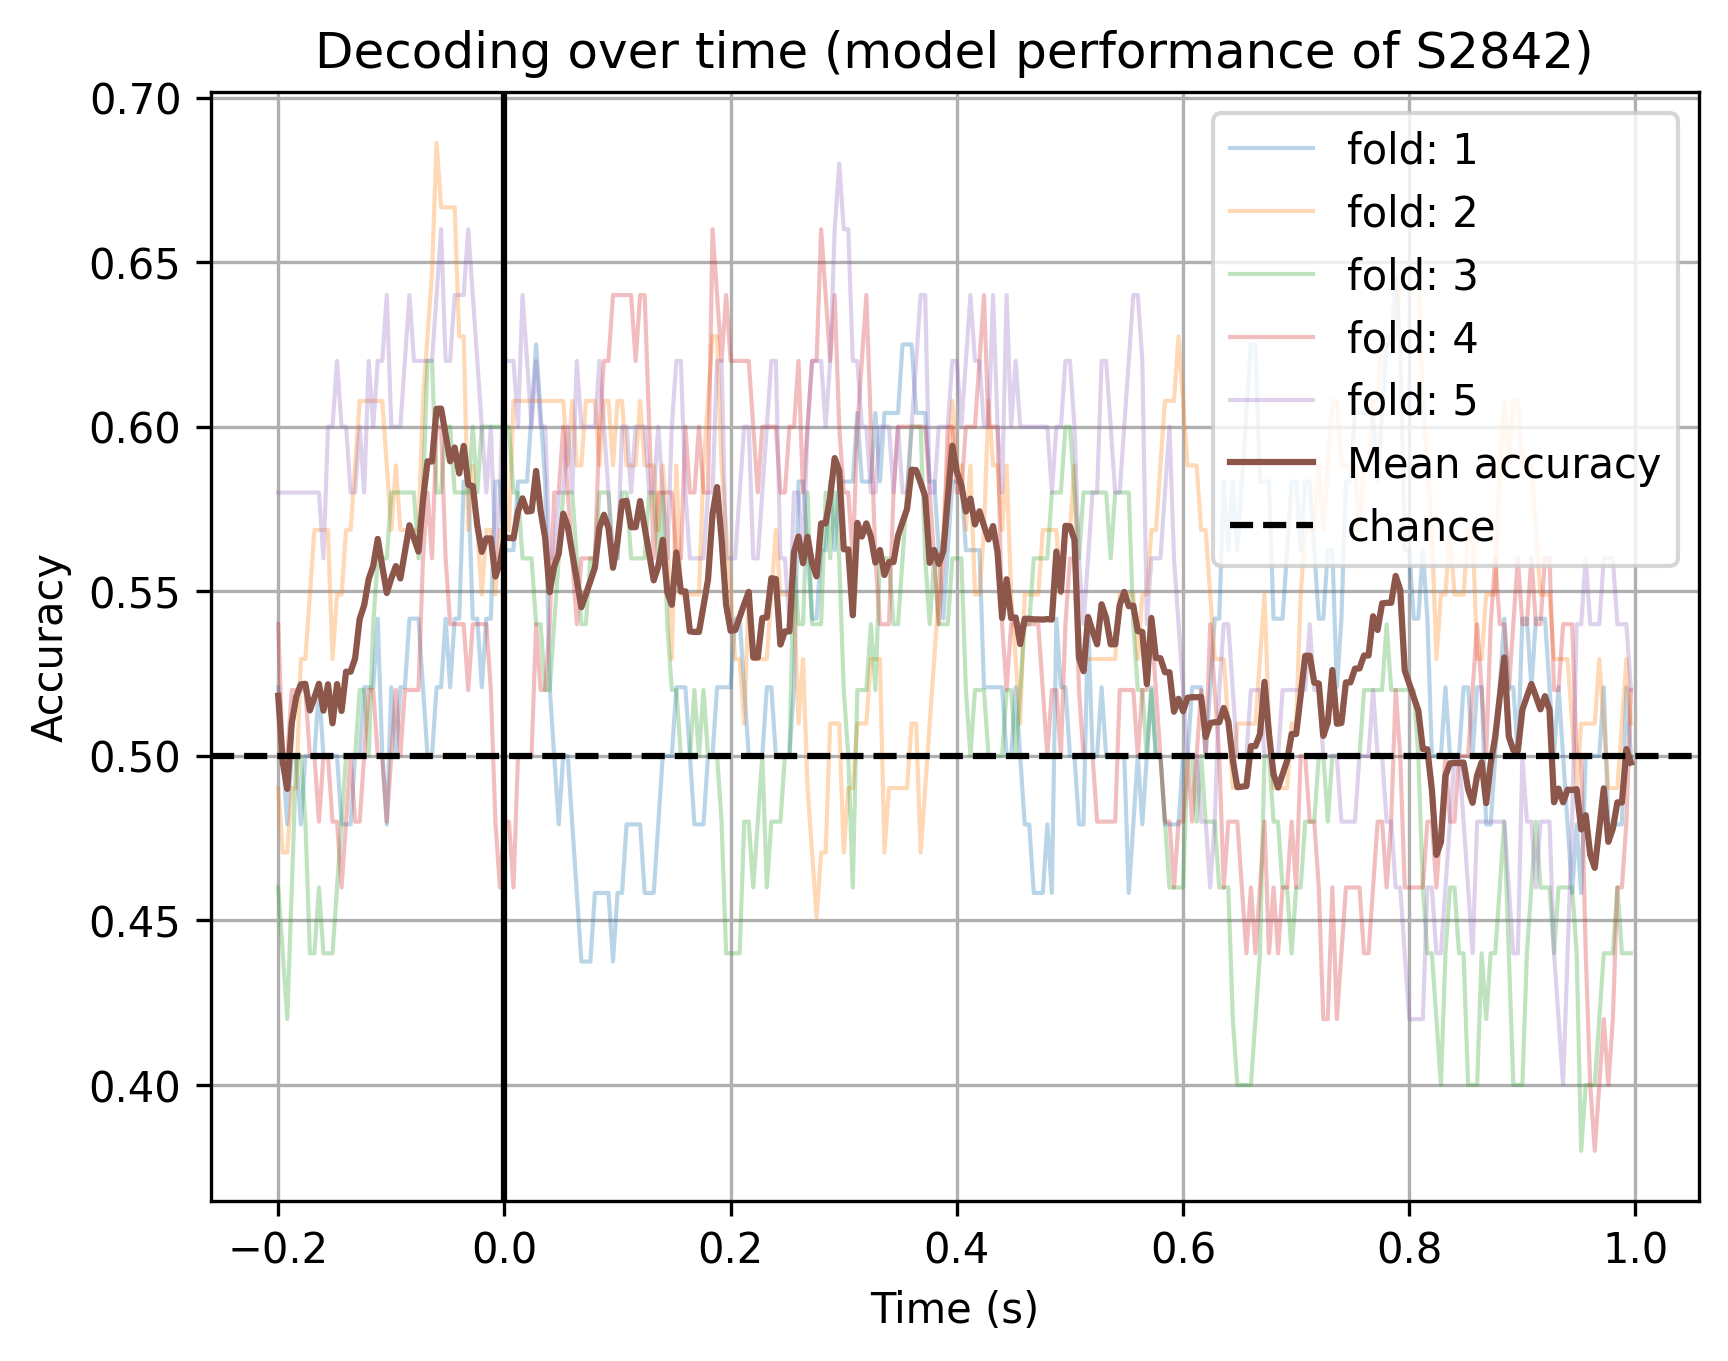 Decoding over time (model performance of S2842)
Accuracy
0.70
0.65
0.60
0.55
0.50
0.45
0.40
fold: 1
fold: 2
fold: 3
fold: 4
fold: 5
Mean accuracy
chance
−0.2
0.0
0.2
0.4
0.6
0.8
1.0
Time (s)